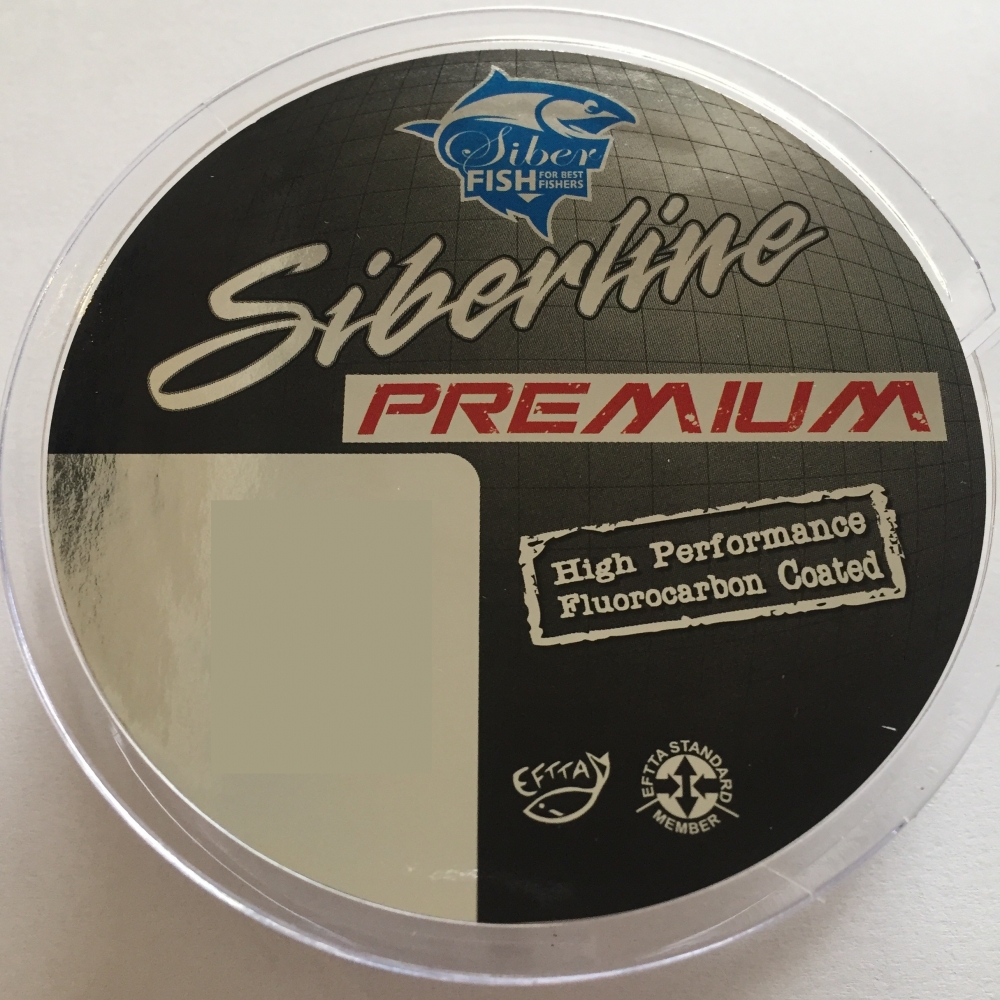 Siber
FISH FOR BEST
FISHERS
Siberline
PREMIUM
High Performance
Fluorocarbon Coated
EFTTA
EFTTA STANDARD
MEMBER